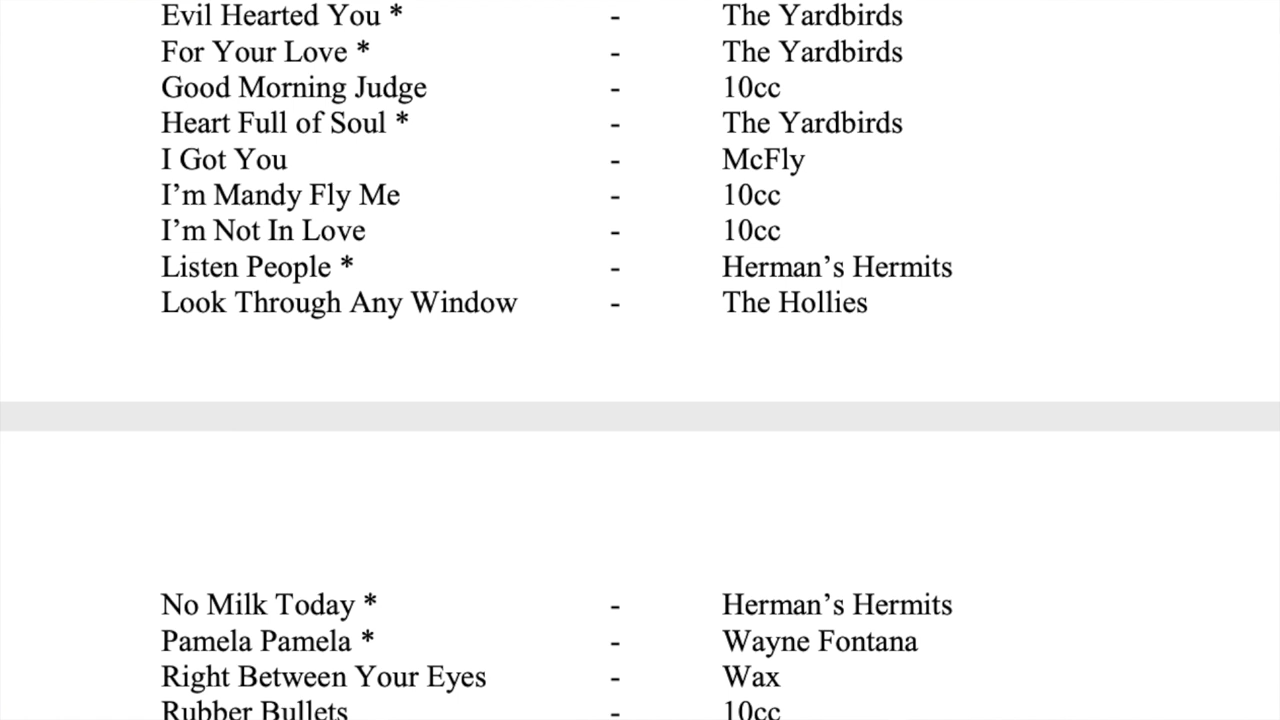 Evil Hearted You * - The Yardbirds
For Your Love * - The Yardbirds
Good Morning Judge - 10cc
Heart Full of Soul * - The Yardbirds
I Got You - McFly
I’m Mandy Fly Me - 10cc
I’m Not In Love - 10cc
Listen People * - Herman’s Hermits
Look Through Any Window - The Hollies
No Milk Today * - Herman’s Hermits
Pamela Pamela * - Wayne Fontana
Right Between Your Eyes - Wax
Rubber Bullets - 10cc